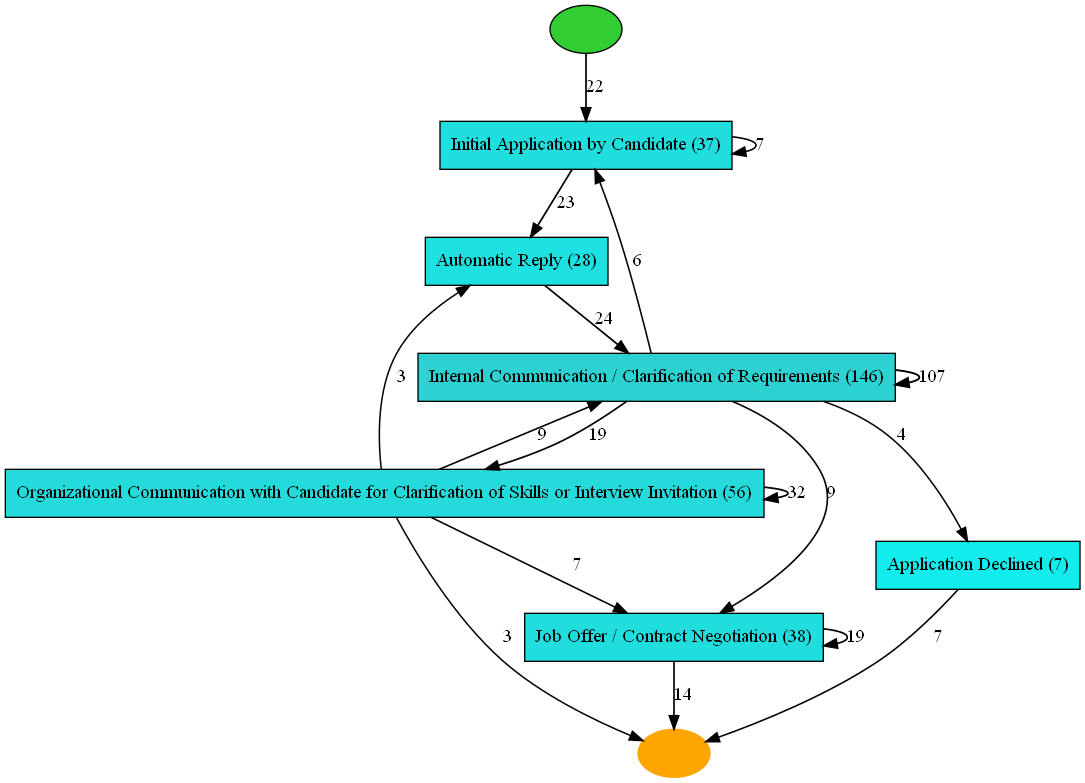 22
Initial Application by Candidate (37)
7
23
Automatic Reply (28)
6
24
Internal Communication / Clarification of Requirements (146)
107
3
9
19
4
Organizational Communication with Candidate for Clarification of Skills or Interview Invitation (56)
32
9
7
Application Declined (7)
3
Job Offer / Contract Negotiation (38)
19
7
14